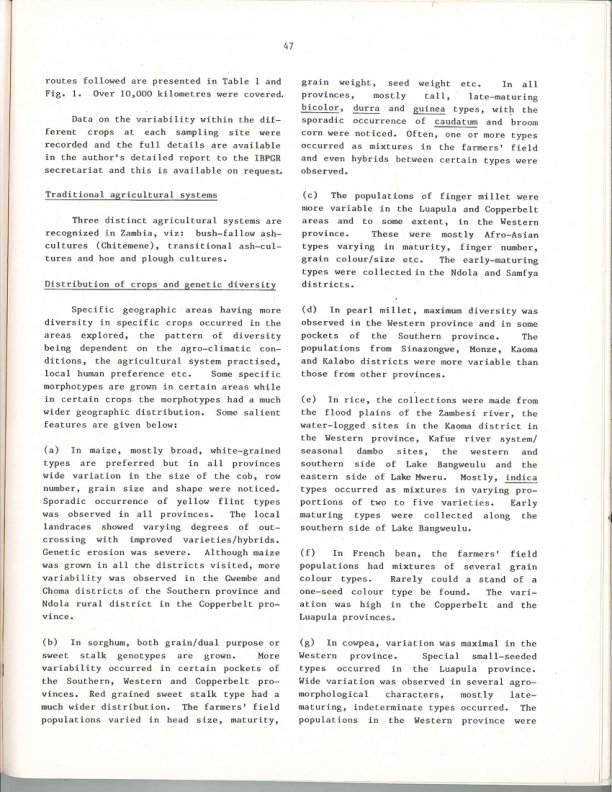 47
routes followed are presented in Table 1 and
Fig. 1. Over 10,000 kilometres were covered.
Data on the variability within the dif-
ferent crops at each sampling site were
recorded and the full details are available
in the author's detailed report to the IBPGR
secretariat and this is available on request.
Traditional agricultural systems
Three distinct agricultural systems are
recognized in Zambia, viz: bush-fallow ash-
cultures (Chitemene), transitional ash-cul-
tures and hoe and plough cultures.
Distribution of crops and genetic diversity
Specific geographic areas having more
diversity in specific crops occurred in the
areas explored, the pattern of diversity
being dependent on the agro-climatic con-
ditions, the agricultural system practised,
local human preference etc. Some specific
morphotypes are grown in certain areas while
in certain crops the morphotypes had a much
wider geographic distribution. Some salient
features are given below:
(a) In maize, mostly broad, white-grained
types are preferred but in all provinces
wide variation in the size of the cob, row
number, grain size and shape were noticed.
Sporadic occurrence of yellow flint types
was observed in all provinces. The local
landraces showed varying degrees of out-
crossing with improved varieties/hybrids.
Genetic erosion was severe. Although maize
was grown in all the districts visited, more
variability was observed in the Gwembe and
Choma districts of the Southern province and
Ndola rural district in the Copperbelt pro-
vince.
(b) In sorghum, both grain/dual purpose or
sweet stalk genotypes are grown. More
variability occurred in certain pockets of
the Southern, Western and Copperbelt pro-
vinces. Red grained sweet stalk type had a
much wider distribution. The farmers' field
populations varied in head size, maturity,
grain weight, seed weight etc. In all
provinces, mostly tall, late-maturing
bicolor, durra and guinea types, with the
sporadic occurrence of caudatum and broom
corn were noticed. Often, one or more types
occurred as mixtures in the farmers' field
and even hybrids between certain types were
observed.
(c) The populations of finger millet were
more variable in the Luapula and Copperbelt
areas and to some extent, in the Western
province. These were mostly Afro-Asian
types varying in maturity, finger number,
grain colour/size etc. The early-maturing
types were collected in the Ndola and Samfya
districts.
(d) In pearl millet, maximum diversity was
observed in the Western province and in some
pockets of the Southern province. The
populations from Sinazongwe, Monze, Kaoma
and Kalabo districts were more variable than
those from other provinces.
(e) In rice, the collections were made from
the flood plains of the Zambesi river, the
water-logged sites in the Kaoma district in
the Western province, Kafue river system/
seasonal dambo sites, the western and
southern side of Lake Bangweulu and the
eastern side of Lake Mweru. Mostly, indica
types occurred as mixtures in varying pro-
portions of two to five varieties. Early
maturing types were collected along the
southern side of Lake Bangweulu.
(f) In French bean, the farmers' field
populations had mixtures of several grain
colour types. Rarely could a stand of a
one-seed colour type be found. The vari-
ation was high in the Copperbelt and the
Luapula provinces.
(g) In cowpea, variation was maximal in the
Western province. Special small-seeded
types occurred in the Luapula province.
Wide variation was observed in several agro-
morphological characters, mostly late-
maturing, indeterminate types occurred. The
populations in the Western province were